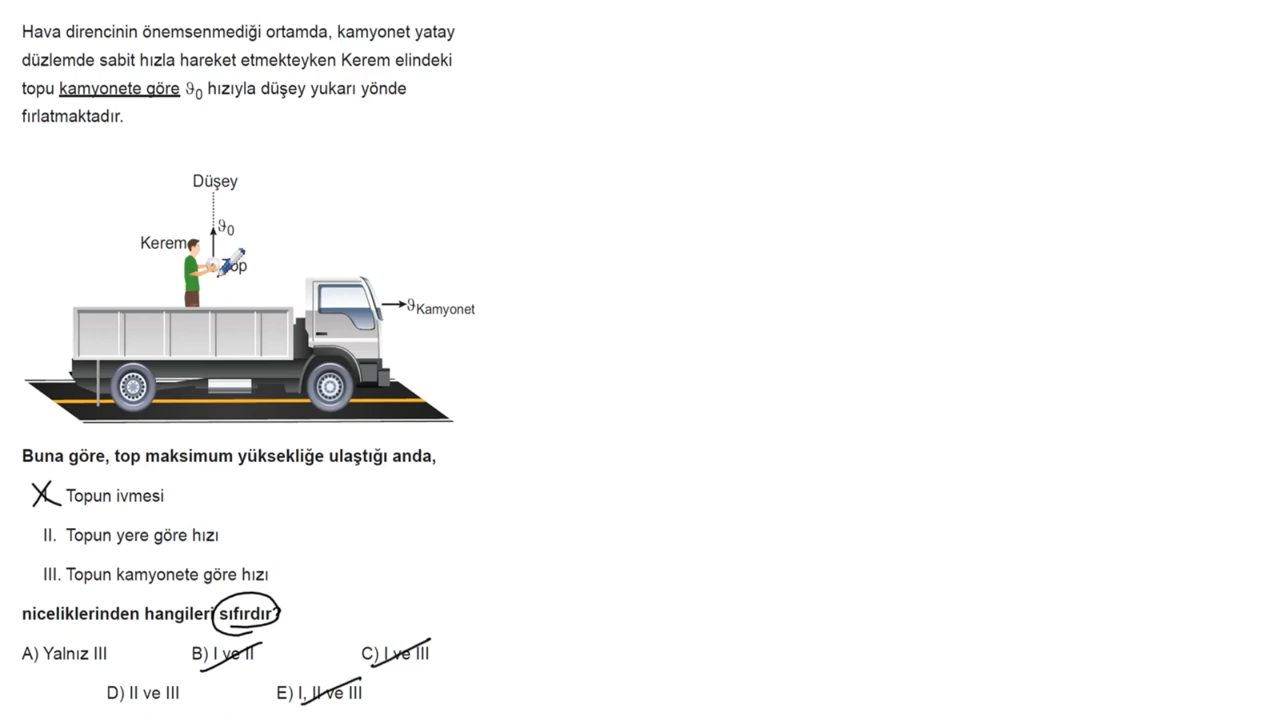 Hava direncinin önemsenmediği ortamda, kamyonet yatay
düzlemde sabit hızla hareket etmekteyken Kerem elindeki
topu kamyonete göre ϑ0 hızıyla düşey yukarı yönde
fırlatmaktadır.
Düşey
ϑ0
Kerem
Top
ϑKamyonet
Buna göre, top maksimum yüksekliğe ulaştığı anda,
Topun ivmesi
II. Topun yere göre hızı
III. Topun kamyonete göre hızı
niceliklerinden hangileri sıfırdır?
A) Yalnız III B) I ve II C) I ve III
D) II ve III E) I, II ve III